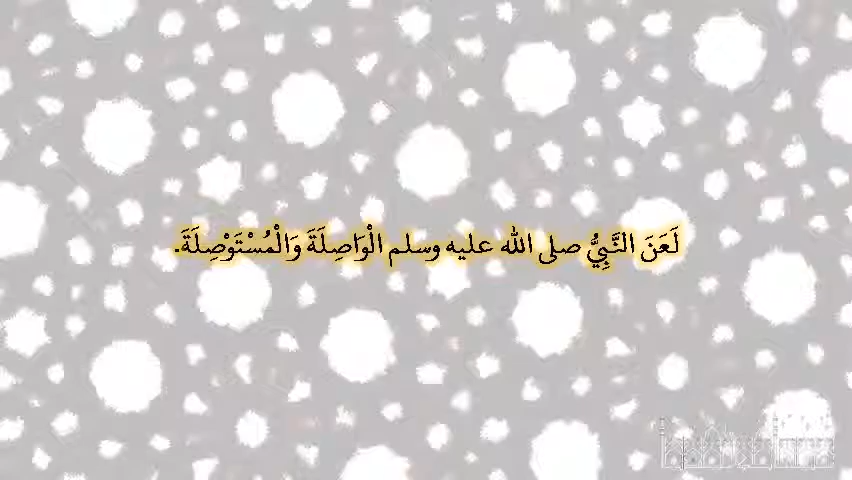 لَعَنَ النَّبِيُّ صلى الله عليه وسلم الْوَاصِلَةَ وَالْمُسْتَوْصِلَةَ.